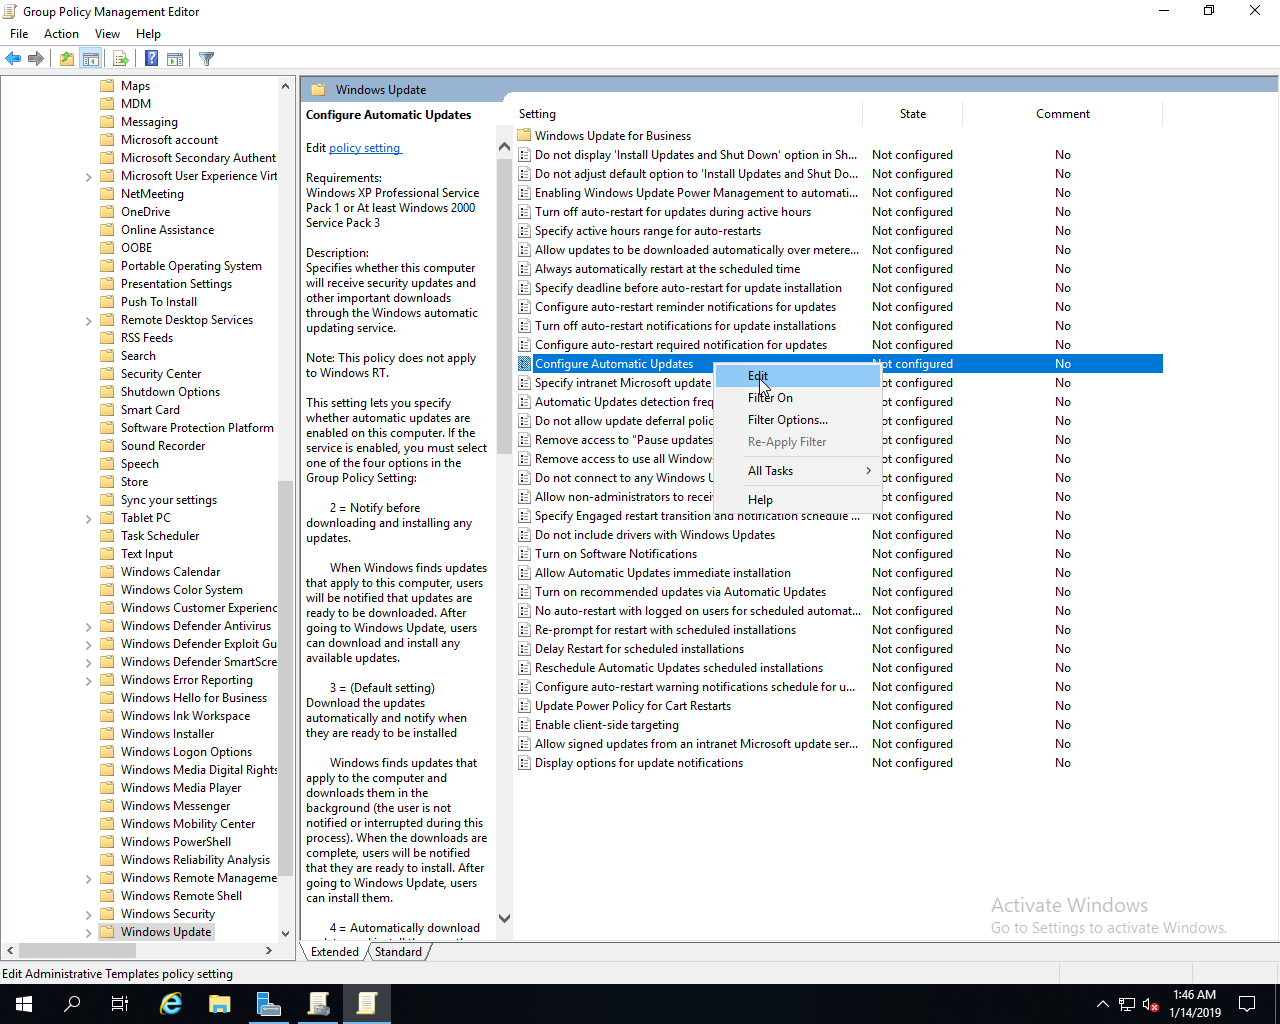 Group Policy Management Editor
File Action View Help
Maps
MDM
Messaging
Microsoft account
Microsoft Secondary Authent
Microsoft User Experience Virt
NetMeeting
OneDrive
Online Assistance
OOBE
Portable Operating System
Presentation Settings
Push To Install
Remote Desktop Services
RSS Feeds
Search
Security Center
Shutdown Options
Smart Card
Software Protection Platform
Sound Recorder
Speech
Store
Sync your settings
Tablet PC
Task Scheduler
Text Input
Windows Calendar
Windows Color System
Windows Customer Experienc
Windows Defender Antivirus
Windows Defender Exploit Gu
Windows Defender SmartScre
Windows Error Reporting
Windows Hello for Business
Windows Ink Workspace
Windows Installer
Windows Logon Options
Windows Media Digital Rights
Windows Media Player
Windows Messenger
Windows Mobility Center
Windows PowerShell
Windows Reliability Analysis
Windows Remote Manageme
Windows Remote Shell
Windows Security
Windows Update
Windows Update
Configure Automatic Updates
Edit policy setting
Requirements:
Windows XP Professional Service
Pack 1 or At least Windows 2000
Service Pack 3
Description:
Specifies whether this computer
will receive security updates and
other important downloads
through the Windows automatic
updating service.
Note: This policy does not apply
to Windows RT.
This setting lets you specify
whether automatic updates are
enabled on this computer. If the
service is enabled, you must select
one of the four options in the
Group Policy Setting:
2 = Notify before
downloading and installing any
updates.
When Windows finds updates
that apply to this computer, users
will be notified that updates are
ready to be downloaded. After
going to Windows Update, users
can download and install any
available updates.
3 = (Default setting)
Download the updates
automatically and notify when
they are ready to be installed
Windows finds updates that
apply to the computer and
downloads them in the
background (the user is not
notified or interrupted during this
process). When the downloads are
complete, users will be notified
that they are ready to install. After
going to Windows Update, users
can install them.
4 = Automatically download
Setting State Comment
Windows Update for Business
Do not display 'Install Updates and Shut Down' option in Sh... Not configured No
Do not adjust default option to 'Install Updates and Shut Do... Not configured No
Enabling Windows Update Power Management to automati... Not configured No
Turn off auto-restart for updates during active hours Not configured No
Specify active hours range for auto-restarts Not configured No
Allow updates to be downloaded automatically over metere... Not configured No
Always automatically restart at the scheduled time Not configured No
Specify deadline before auto-restart for update installation Not configured No
Configure auto-restart reminder notifications for updates Not configured No
Turn off auto-restart notifications for update installations Not configured No
Configure auto-restart required notification for updates Not configured No
Configure Automatic Updates Not configured No
Specify intranet Microsoft update ot configured No
Automatic Updates detection freq ot configured No
Do not allow update deferral polic ot configured No
Remove access to "Pause updates ot configured No
Remove access to use all Window ot configured No
Do not connect to any Windows U ot configured No
Allow non-administrators to recei ot configured No
Specify Engaged restart transition and notification schedule ... Not configured No
Do not include drivers with Windows Updates Not configured No
Turn on Software Notifications Not configured No
Allow Automatic Updates immediate installation Not configured No
Turn on recommended updates via Automatic Updates Not configured No
No auto-restart with logged on users for scheduled automat... Not configured No
Re-prompt for restart with scheduled installations Not configured No
Delay Restart for scheduled installations Not configured No
Reschedule Automatic Updates scheduled installations Not configured No
Configure auto-restart warning notifications schedule for u... Not configured No
Update Power Policy for Cart Restarts Not configured No
Enable client-side targeting Not configured No
Allow signed updates from an intranet Microsoft update ser... Not configured No
Display options for update notifications Not configured No
Edit
Filter On
Filter Options...
Re-Apply Filter
All Tasks
Help
Activate Windows
Go to Settings to activate Windows.
Extended Standard
Edit Administrative Templates policy setting
1:46 AM
1/14/2019